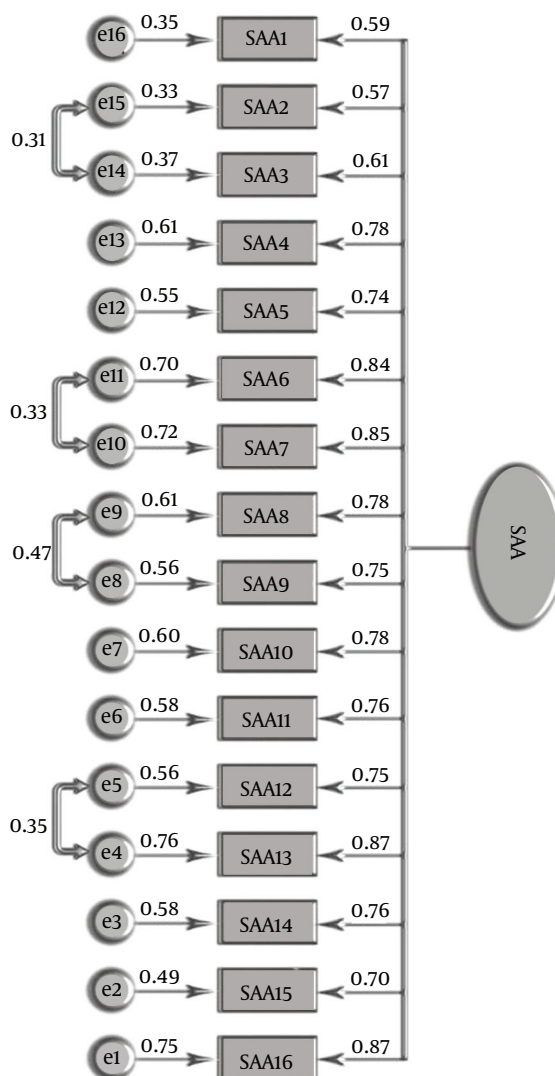 e16 0.35 SAA1 0.59
e15 0.33 SAA2 0.57
0.31
e14 0.37 SAA3 0.61
e13 0.61 SAA4 0.78
e12 0.55 SAA5 0.74
e11 0.70 SAA6 0.84
0.33
e10 0.72 SAA7 0.85
e9 0.61 SAA8 0.78
0.47
e8 0.56 SAA9 0.75
SAA
e7 0.60 SAA10 0.78
e6 0.58 SAA11 0.76
e5 0.56 SAA12 0.75
0.35
e4 0.76 SAA13 0.87
e3 0.58 SAA14 0.76
e2 0.49 SAA15 0.70
e1 0.75 SAA16 0.87